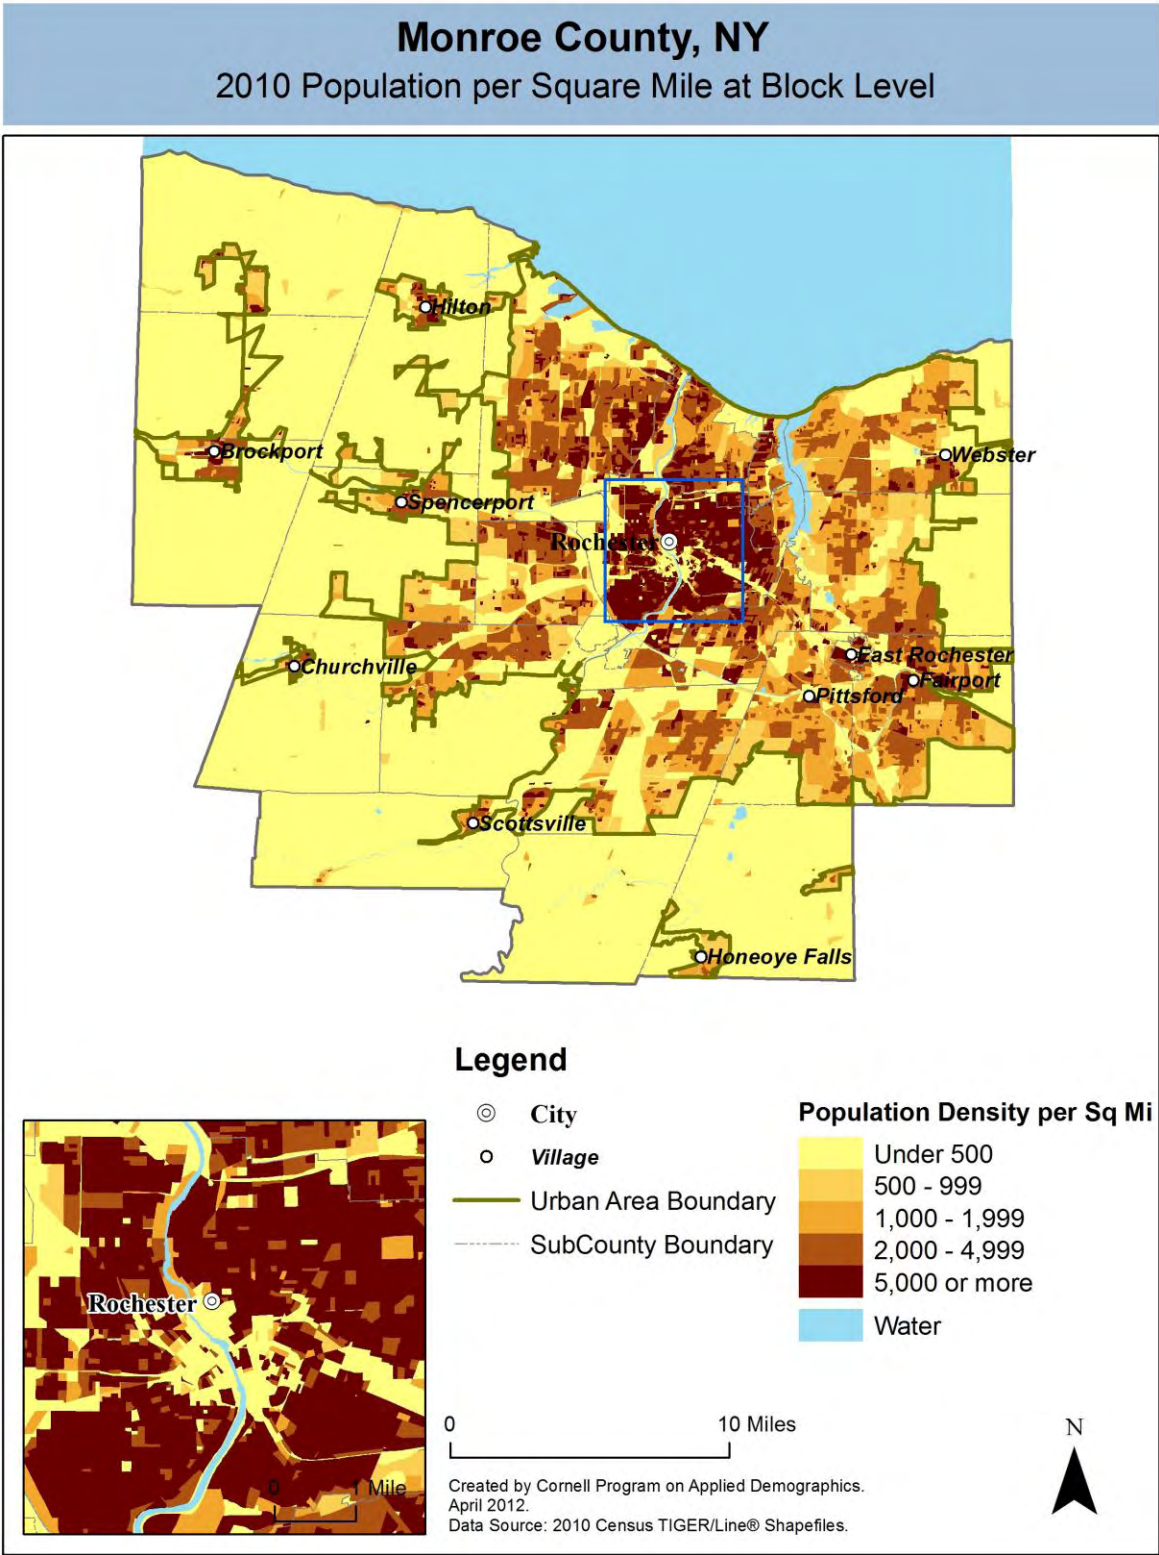 Monroe County, NY
2010 Population per Square Mile at Block Level
Hilton
Brockport
Webster
Spencerport
Rochester
East Rochester
Churchville
Fairport
Pittsford
Scottsville
Honeoye Falls
Legend
City
Village
Urban Area Boundary
SubCounty Boundary
Population Density per Sq Mi
Under 500
500 - 999
1,000 - 1,999
2,000 - 4,999
5,000 or more
Water
Rochester
0 1 Mile
0 10 Miles
N
Created by Cornell Program on Applied Demographics.
April 2012.
Data Source: 2010 Census TIGER/Line® Shapefiles.